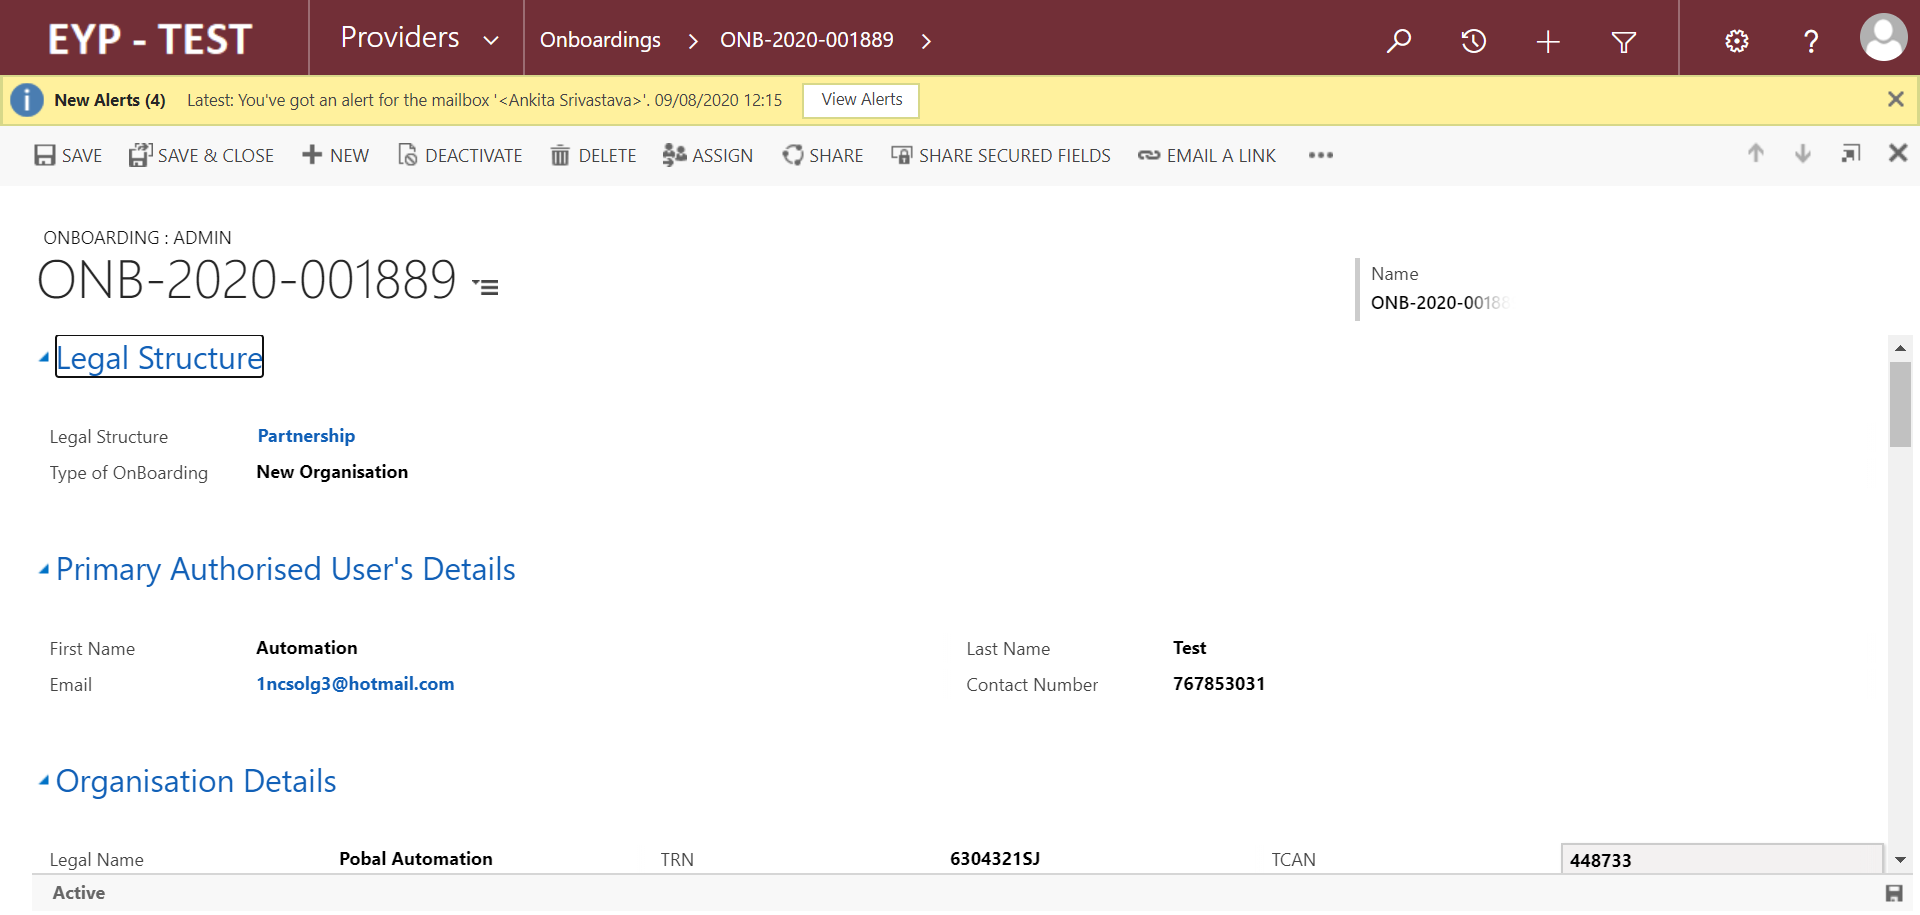 EYP - TEST Providers Onboardings ONB-2020-001889
New Alerts (4) Latest: You've got an alert for the mailbox '<Ankita Srivastava>'. 09/08/2020 12:15 View Alerts
SAVE SAVE & CLOSE NEW DEACTIVATE DELETE ASSIGN SHARE SHARE SECURED FIELDS EMAIL A LINK
ONBOARDING : ADMIN
ONB-2020-001889
Name
ONB-2020-00188
Legal Structure
Legal Structure Partnership
Type of OnBoarding New Organisation
Primary Authorised User's Details
First Name Automation Last Name Test
Email 1ncsolg3@hotmail.com Contact Number 767853031
Organisation Details
Legal Name Pobal Automation TRN 6304321SJ TCAN 448733
Active